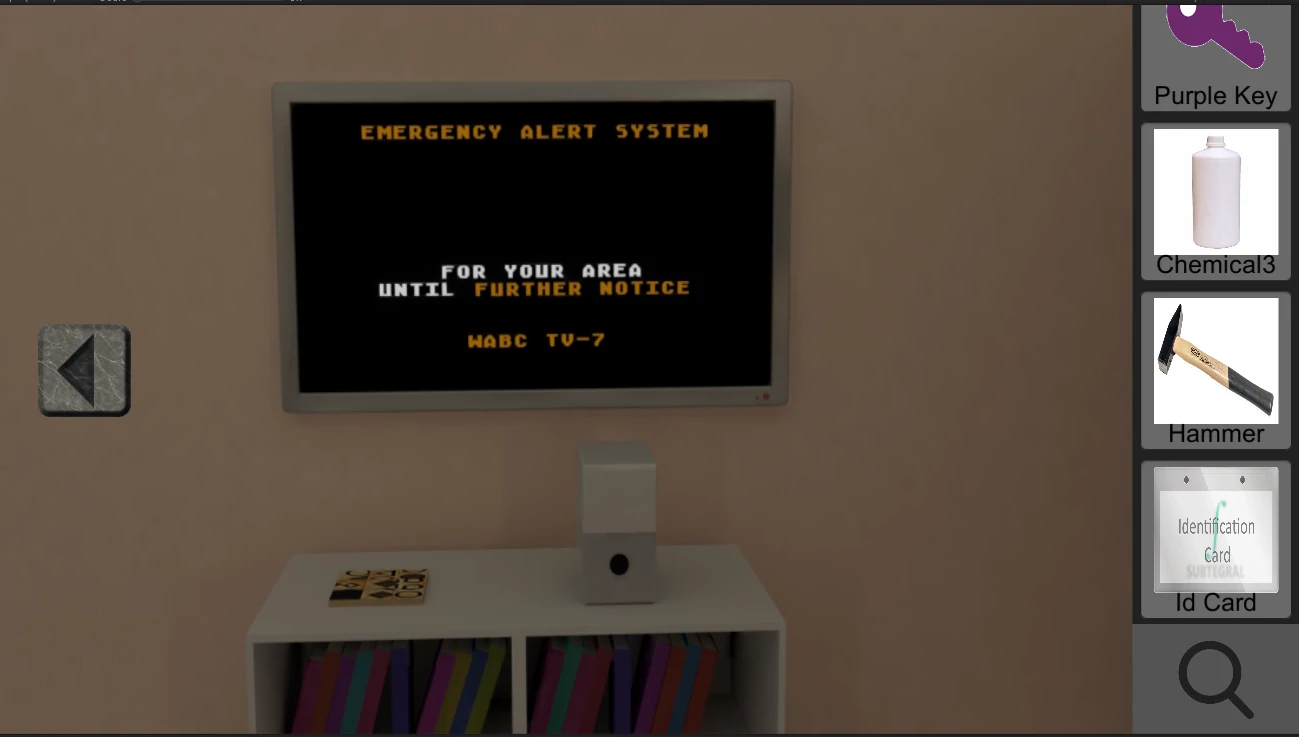 EMERGENCY ALERT SYSTEM
FOR YOUR AREA
UNTIL FURTHER NOTICE
WABC TV-7
Purple Key
Chemical3
Hammer
Identification
Card
SUBTEGRAL
Id Card